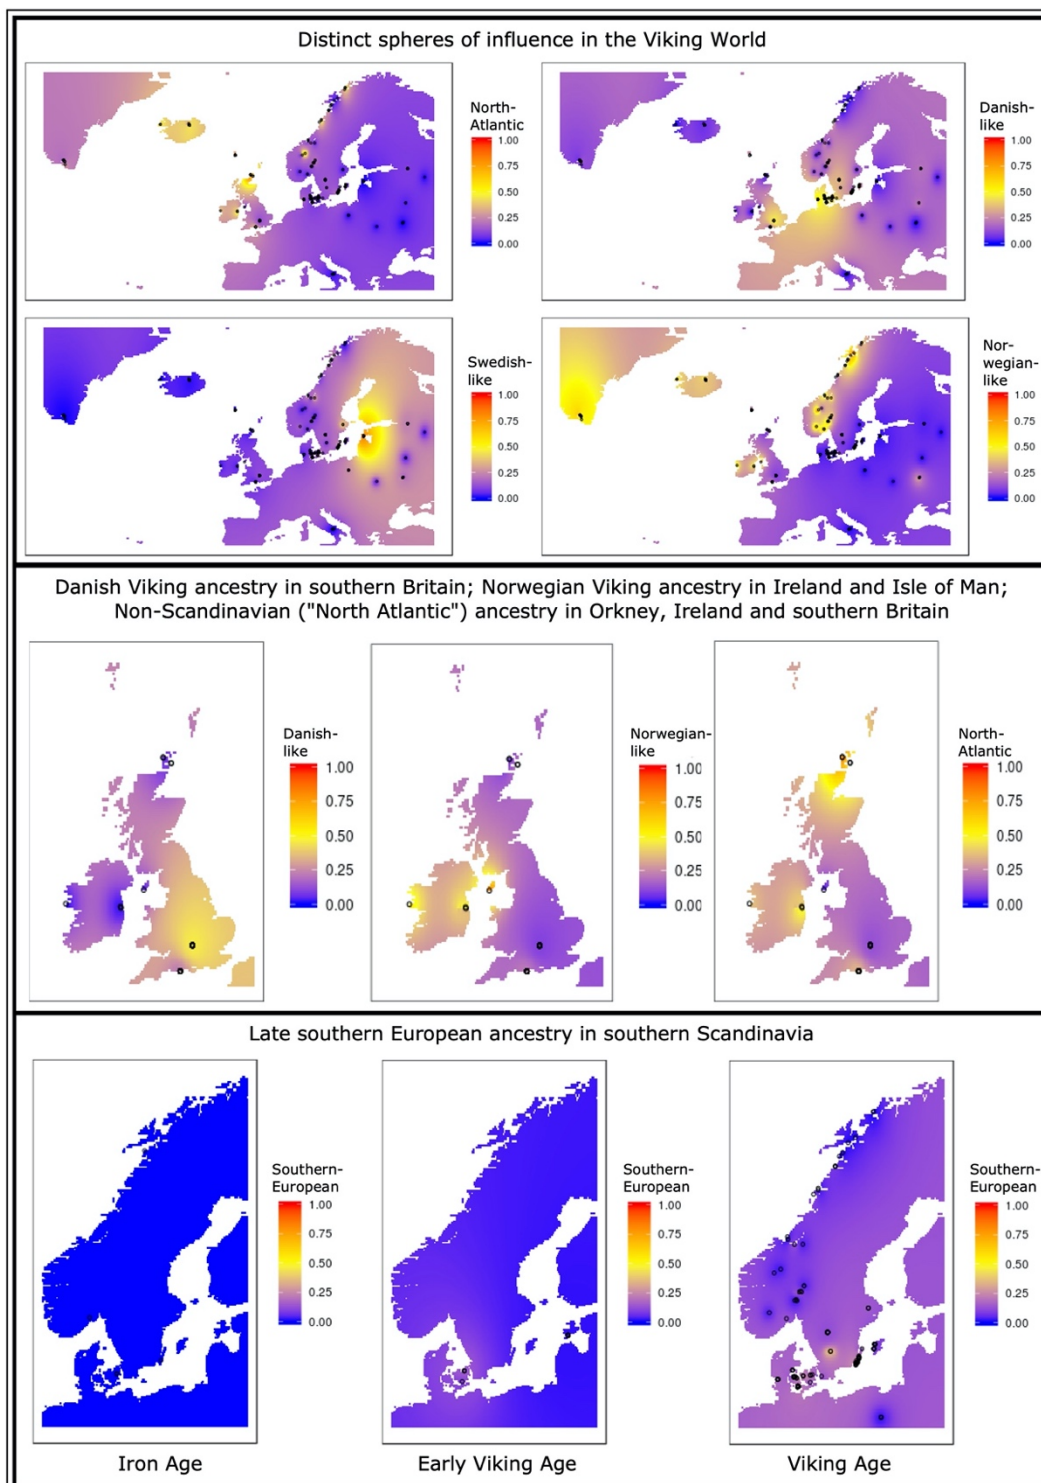 Distinct spheres of influence in the Viking World
North-
Atlantic
1.00
0.75
0.50
0.25
0.00
Danish-
like
1.00
0.75
0.50
0.25
0.00
Swedish-
like
1.00
0.75
0.50
0.25
0.00
Nor-
wegian-
like
1.00
0.75
0.50
0.25
0.00
Danish Viking ancestry in southern Britain; Norwegian Viking ancestry in Ireland and Isle of Man;
Non-Scandinavian ("North Atlantic") ancestry in Orkney, Ireland and southern Britain
Danish-
like
1.00
0.75
0.50
0.25
0.00
Norwegian-
like
1.00
0.75
0.50
0.25
0.00
North-
Atlantic
1.00
0.75
0.50
0.25
0.00
Late southern European ancestry in southern Scandinavia
Southern-
European
1.00
0.75
0.50
0.25
0.00
Southern-
European
1.00
0.75
0.50
0.25
0.00
Southern-
European
1.00
0.75
0.50
0.25
0.00
Iron Age
Early Viking Age
Viking Age